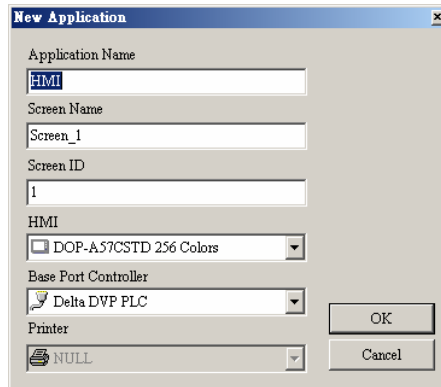 New Application
Application Name
HMI
Screen Name
Screen_1
Screen ID
1
HMI
DOP-A57CSTD 256 Colors
Base Port Controller
Delta DVP PLC
Printer
NULL
OK
Cancel